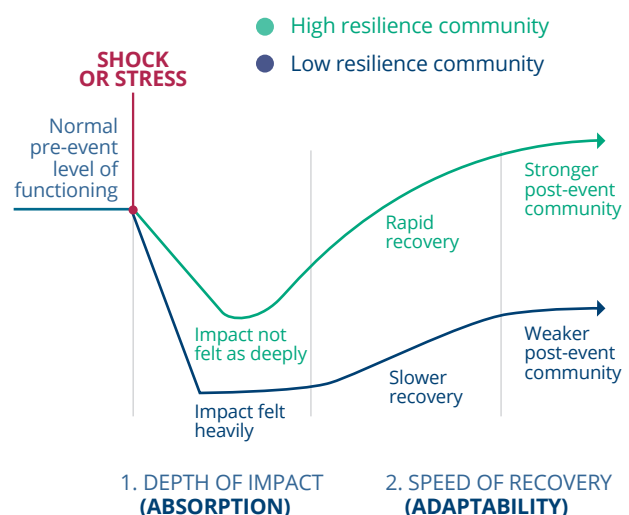 High resilience community
Low resilience community
SHOCK
OR STRESS
Normal
pre-event
level of
functioning
Stronger
post-event
community
Rapid
recovery
Impact not
felt as deeply
Weaker
post-event
community
Slower
recovery
Impact felt
heavily
1. DEPTH OF IMPACT
(ABSORPTION)
2. SPEED OF RECOVERY
(ADAPTABILITY)